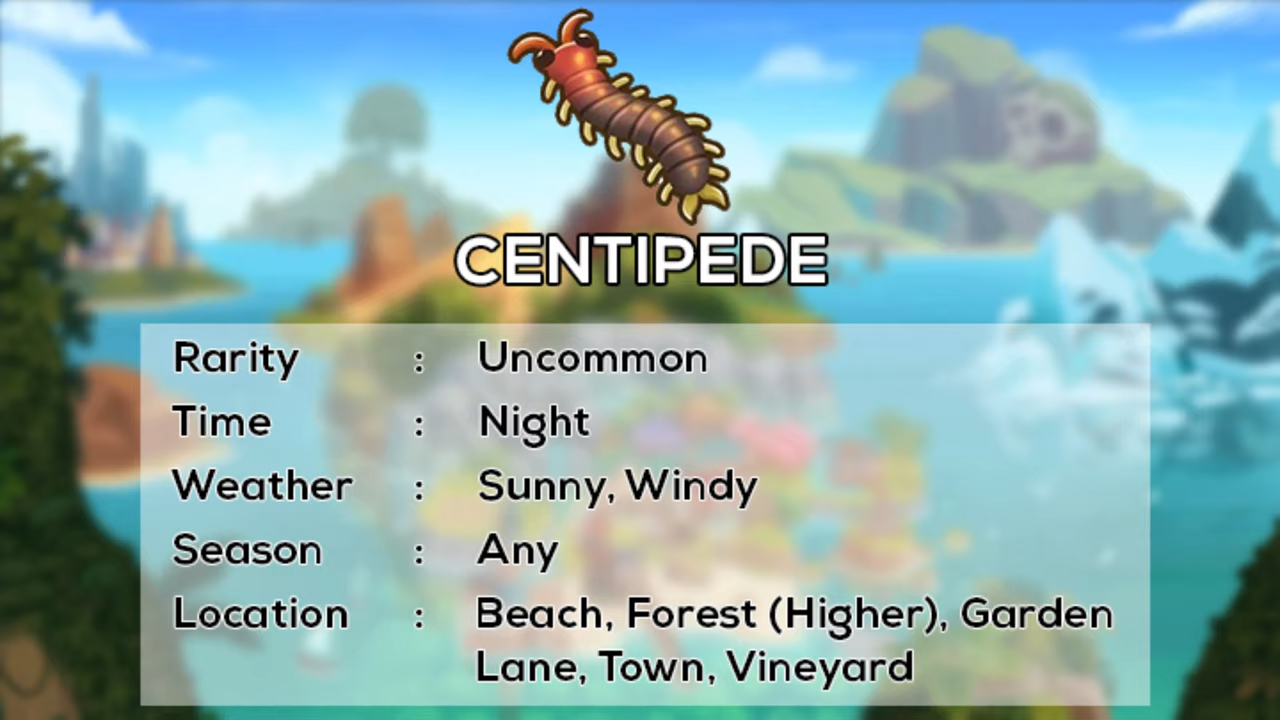 CENTIPEDE
Rarity : Uncommon
Time : Night
Weather : Sunny, Windy
Season : Any
Location : Beach, Forest (Higher), Garden
Lane, Town, Vineyard